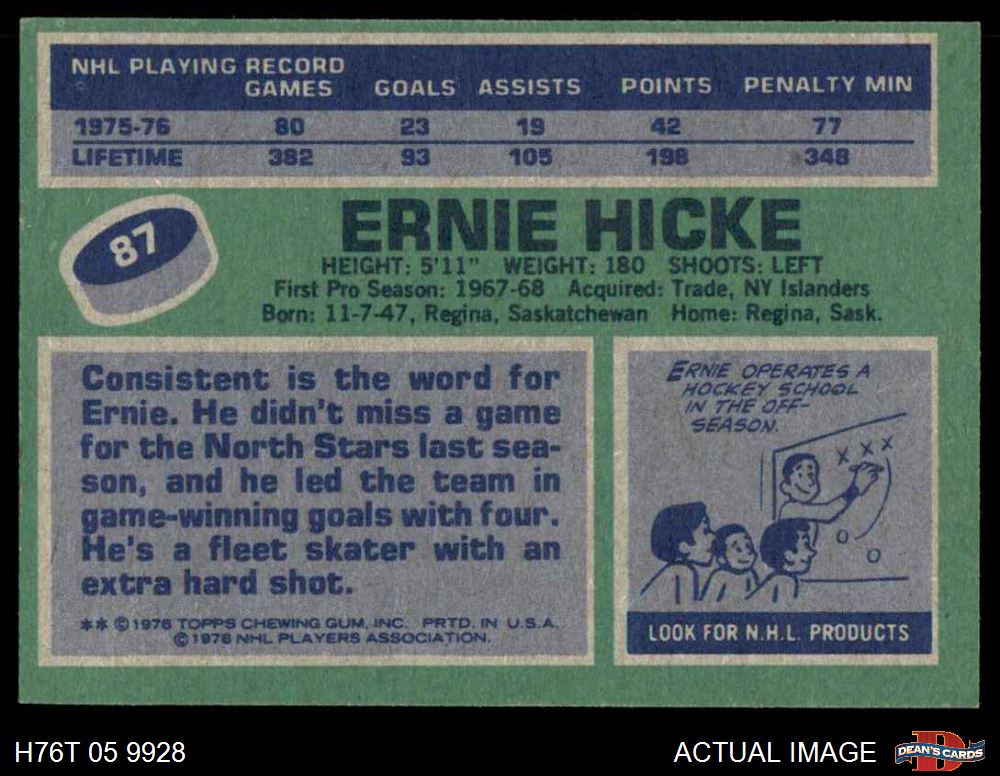 NHL PLAYING RECORD
GAMES GOALS ASSISTS POINTS PENALTY MIN
1975-76 80 23 19 42 77
LIFETIME 382 93 105 198 348
87
ERNIE HICKE
HEIGHT: 5'11" WEIGHT: 180 SHOOTS: LEFT
First Pro Season: 1967-68 Acquired: Trade, NY Islanders
Born: 11-7-47, Regina, Saskatchewan Home: Regina, Sask.
Consistent is the word for
Ernie. He didn't miss a game
for the North Stars last sea-
son, and he led the team in
game-winning goals with four.
He's a fleet skater with an
extra hard shot.
** ©1976 TOPPS CHEWING GUM, INC. PRTD. IN U.S.A.
©1976 NHL PLAYERS ASSOCIATION.
ERNIE OPERATES A
HOCKEY SCHOOL
IN THE OFF-
SEASON.
X X X
O
O
LOOK FOR N.H.L. PRODUCTS
H76T 05 9928
ACTUAL IMAGE
D
DEAN'S CARDS